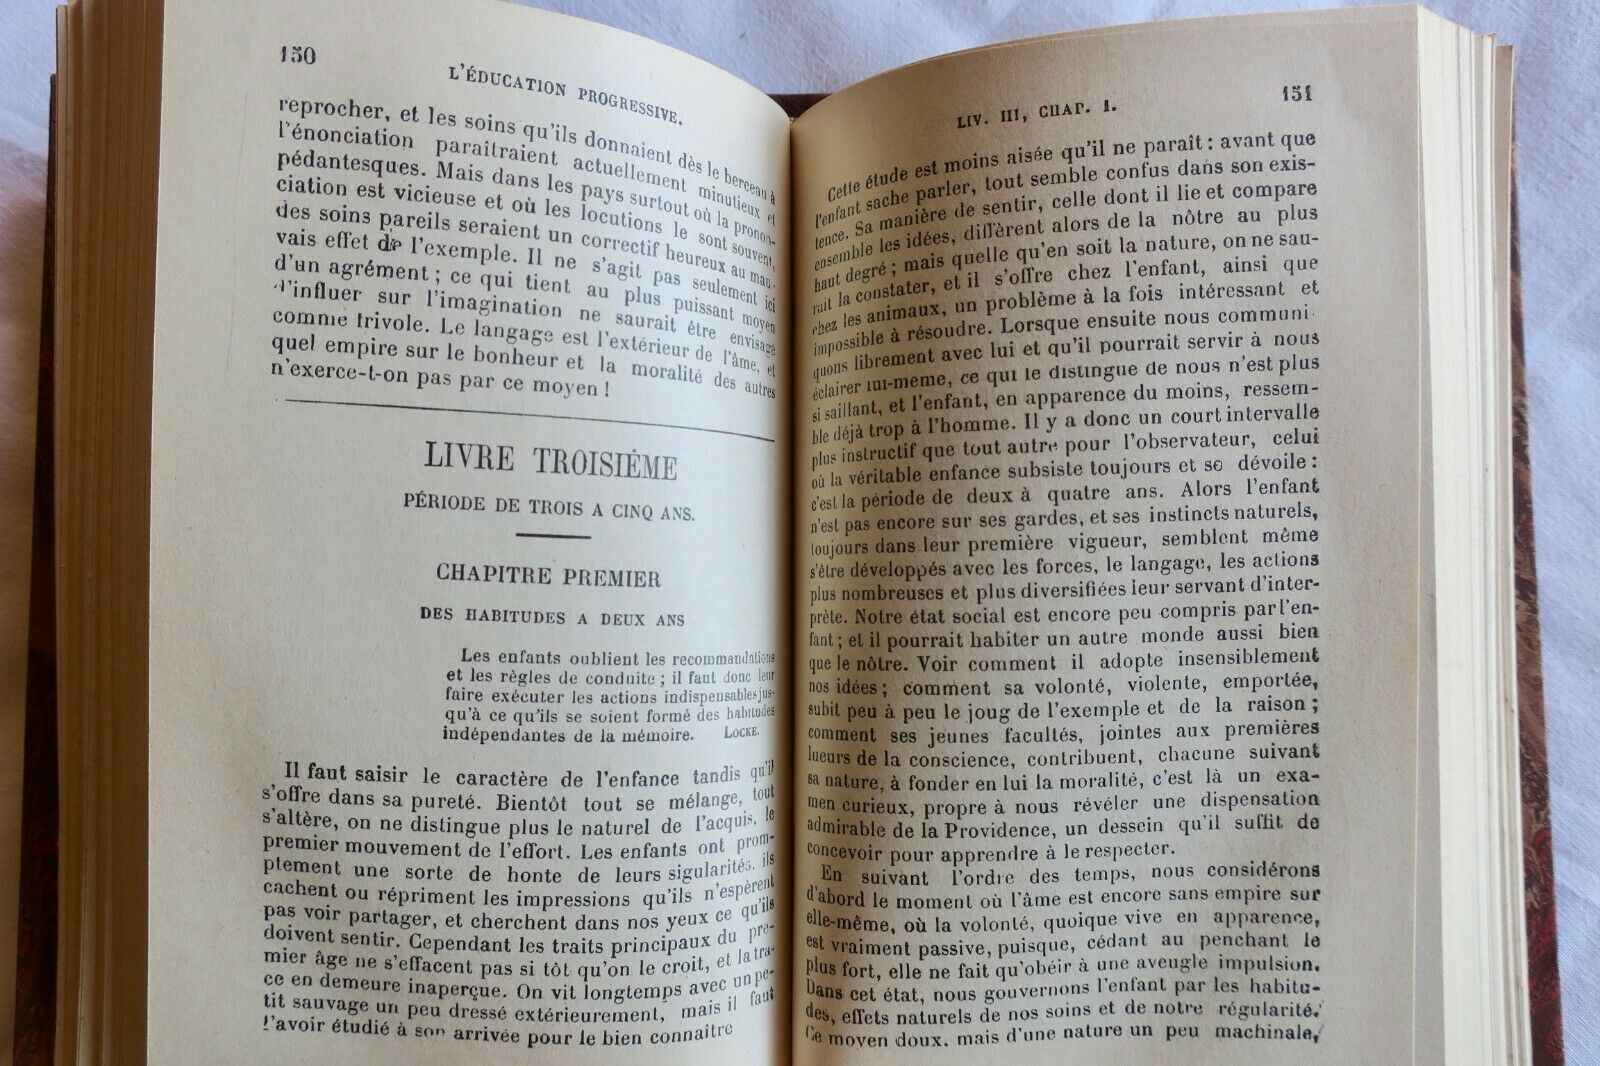 150
L'ÉDUCATION PROGRESSIVE.
reprocher, et les soins qu'ils donnaient dès le berceau à
l'énonciation paraîtraient actuellement minutieux et
pédantesques. Mais dans les pays surtout où la pronon-
ciation est vicieuse et où les locutions le sont souvent,
des soins pareils seraient un correctif heureux au mau-
vais effet de l'exemple. Il ne s'agit pas seulement ici
d'un agrément ; ce qui tient au plus puissant moyen
d'influer sur l'imagination ne saurait être envisagé
comme frivole. Le langage est l'extérieur de l'âme, et
quel empire sur le bonheur et la moralité des autres
n'exerce-t-on pas par ce moyen !
LIVRE TROISIÈME
PÉRIODE DE TROIS A CINQ ANS.
CHAPITRE PREMIER
DES HABITUDES A DEUX ANS
Les enfants oublient les recommandations
et les règles de conduite ; il faut donc leur
faire exécuter les actions indispensables jus-
qu'à ce qu'ils se soient formé des habitudes
indépendantes de la mémoire. LOCKE.
Il faut saisir le caractère de l'enfance tandis qu'il
s'offre dans sa pureté. Bientôt tout se mélange, tout
s'altère, on ne distingue plus le naturel de l'acquis, le
premier mouvement de l'effort. Les enfants ont prom-
ptement une sorte de honte de leurs sigularités, ils
cachent ou répriment les impressions qu'ils n'espèrent
pas voir partager, et cherchent dans nos yeux ce qu'ils
doivent sentir. Cependant les traits principaux du pre-
mier âge ne s'effacent pas si tôt qu'on le croit, et la tra-
ce en demeure inaperçue. On vit longtemps avec un pe-
tit sauvage un peu dressé extérieurement, mais il faut
l'avoir étudié à son arrivée pour le bien connaître
LIV. III, CHAP. I.
151
Cette étude est moins aisée qu'il ne paraît : avant que
l'enfant sache parler, tout semble confus dans son exis-
tence. Sa manière de sentir, celle dont il lie et compare
ensemble les idées, diffèrent alors de la nôtre au plus
haut degré ; mais quelle qu'en soit la nature, on ne sau-
rait la constater, et il s'offre chez l'enfant, ainsi que
chez les animaux, un problème à la fois intéressant et
impossible à résoudre. Lorsque ensuite nous communi-
quons librement avec lui et qu'il pourrait servir à nous
éclairer lui-même, ce qui le distingue de nous n'est plus
si saillant, et l'enfant, en apparence du moins, ressem-
ble déjà trop à l'homme. Il y a donc un court intervalle
plus instructif que tout autre pour l'observateur, celui
où la véritable enfance subsiste toujours et se dévoile :
c'est la période de deux à quatre ans. Alors l'enfant
n'est pas encore sur ses gardes, et ses instincts naturels,
toujours dans leur première vigueur, semblent même
s'être développés avec les forces, le langage, les actions
plus nombreuses et plus diversifiées leur servant d'inter-
prète. Notre état social est encore peu compris par l'en-
fant ; et il pourrait habiter un autre monde aussi bien
que le nôtre. Voir comment il adopte insensiblement
nos idées ; comment sa volonté, violente, emportée,
subit peu à peu le joug de l'exemple et de la raison ;
comment ses jeunes facultés, jointes aux premières
lueurs de la conscience, contribuent, chacune suivant
sa nature, à fonder en lui la moralité, c'est là un exa-
men curieux, propre à nous révéler une dispensation
admirable de la Providence, un dessein qu'il suffit de
concevoir pour apprendre à le respecter.
En suivant l'ordre des temps, nous considérons
d'abord le moment où l'âme est encore sans empire sur
elle-même, où la volonté, quoique vive en apparence,
est vraiment passive, puisque, cédant au penchant le
plus fort, elle ne fait qu'obéir à une aveugle impulsion.
Dans cet état, nous gouvernons l'enfant par les habitu-
des, effets naturels de nos soins et de notre régularité.
Ce moyen doux, mais d'une nature un peu machinale,